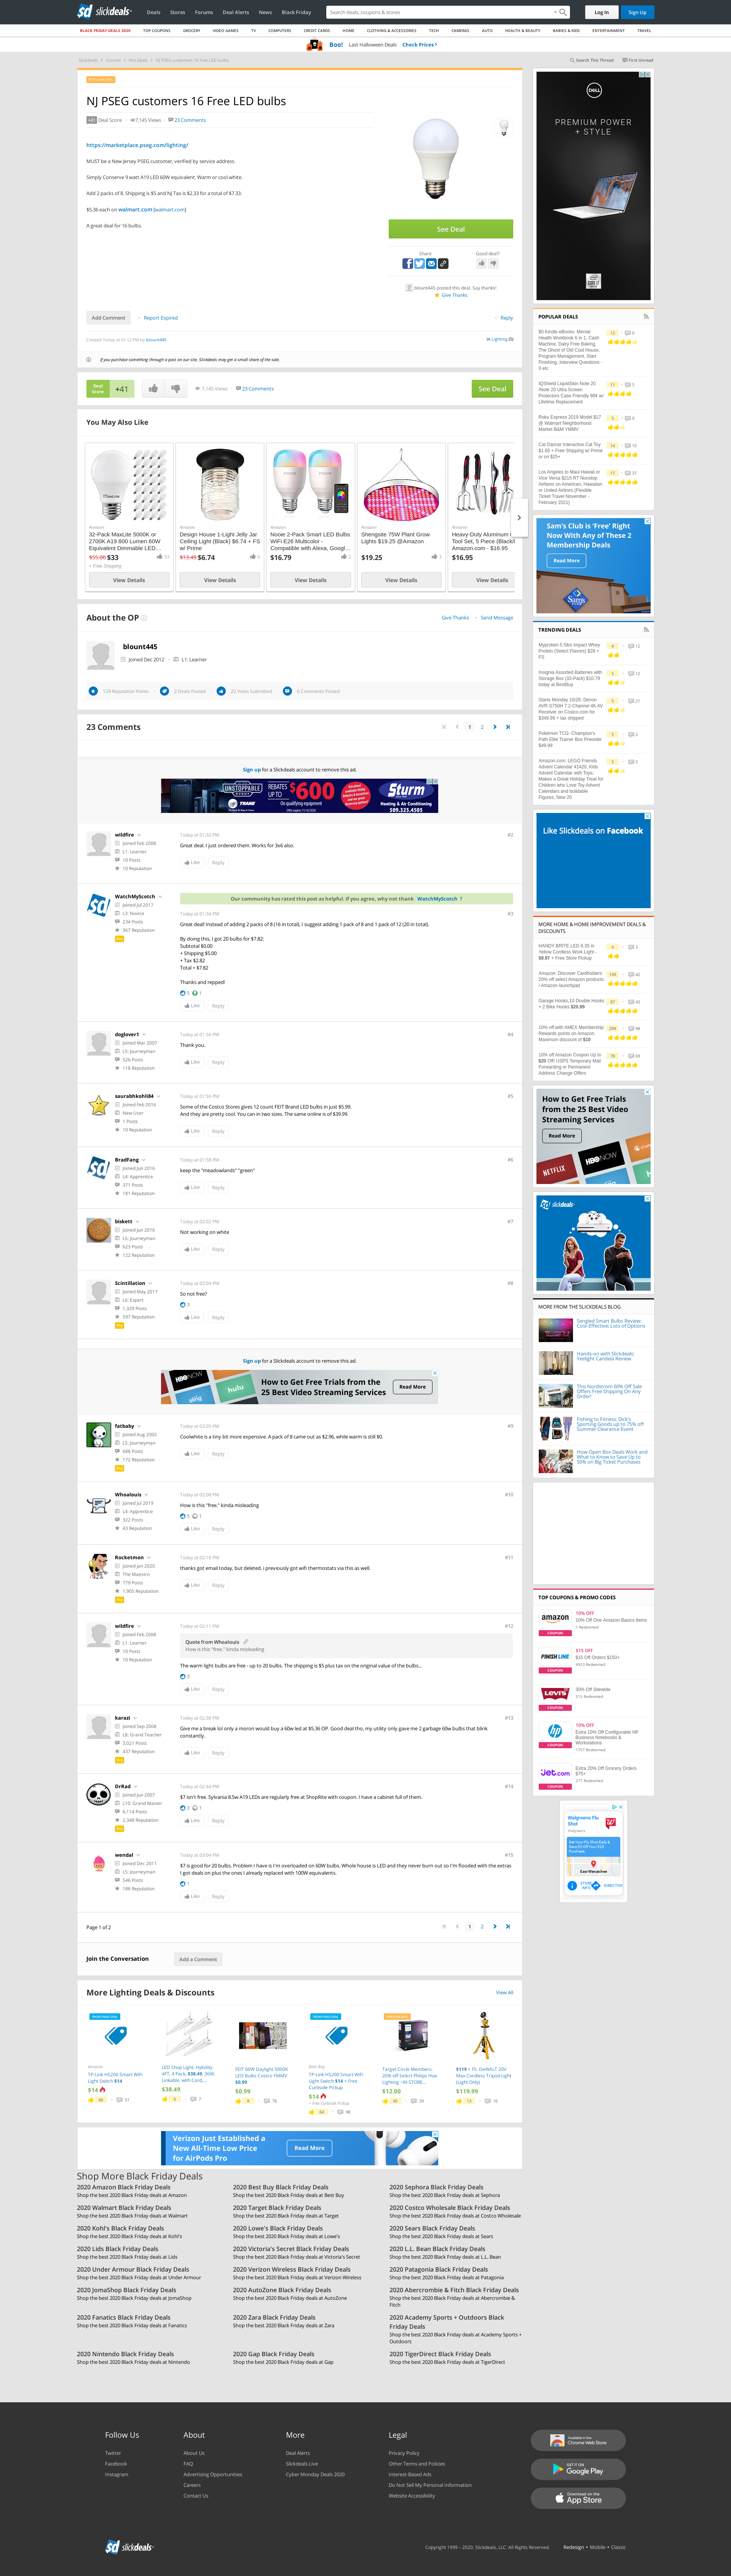 slickdeals
Deals Stores Forums Deal Alerts News Black Friday
Search deals, coupons & stores
Log In Sign Up
BLACK FRIDAY DEALS 2020 TOP COUPONS GROCERY VIDEO GAMES TV COMPUTERS CREDIT CARDS HOME CLOTHING & ACCESSORIES TECH CAMERAS AUTO HEALTH & BEAUTY BABIES & KIDS ENTERTAINMENT TRAVEL
Boo! Last Halloween Deals Check Prices ?
Slickdeals Forums Hot Deals NJ PSEG customers 16 Free LED bulbs
Search This Thread First Unread
NJ PSEG customers 16 Free LED bulbs
+41 Deal Score 7,145 Views 23 Comments
https://marketplace.pseg.com/lighting/
MUST be a New Jersey PSEG customer, verified by service address.
Simply Conserve 9 watt A19 LED 60W equivalent. Warm or cool white.
Add 2 packs of 8. Shipping is $5 and NJ Tax is $2.33 for a total of $7.33.
$5.36 each on walmart.com [walmart.com]
A great deal for 16 bulbs.
See Deal
Share Good deal?
blount445 posted this deal. Say thanks!
Give Thanks
Add Comment Report Expired Reply
Created Today at 01:12 PM by blount445
in Lighting (5)
If you purchase something through a post on our site, Slickdeals may get a small share of the sale.
Deal Score +41 7,145 Views 23 Comments See Deal
You May Also Like
Amazon
32-Pack MaxLite 5000K or 2700K A19 800 Lumen 60W Equivalent Dimmable LED...
$55.00 $33 33
+ Free Shipping
View Details
Amazon
Design House 1-Light Jelly Jar Ceiling Light (Black) $6.74 + FS w/ Prime
$13.49 $6.74
View Details
Amazon
Nooie 2-Pack Smart LED Bulbs WiFi E26 Multicolor - Compatible with Alexa, Googl...
$16.79
View Details
Amazon
Shengsite 75W Plant Grow Lights $19.25 @Amazon
$19.25
View Details
Amazon
Heavy-Duty Aluminum
Tool Set, 5 Piece (Black/
Amazon.com - $16.95
$16.95
View Details
About the OP
Give Thanks Send Message
blount445
Joined Dec 2012 L1: Learner
124 Reputation Points 2 Deals Posted 22 Votes Submitted 6 Comments Posted
23 Comments
1 2
Sign up for a Slickdeals account to remove this ad.
TRANE UNSTOPPABLE REBATES REBATES UP TO $600 On qualifying equipment Sturm Heating & Air Conditioning 509.325.4505
wildfire
Joined Feb 2008
L1: Learner
10 Posts
10 Reputation
Today at 01:32 PM #2
Great deal. I just ordered them. Works for 3x6 also.
Like Reply
WatchMyScotch
Joined Jul 2017
L3: Novice
234 Posts
367 Reputation
Pro
Our community has rated this post as helpful. If you agree, why not thank WatchMyScotch ?
Today at 01:34 PM #3
Great deal! Instead of adding 2 packs of 8 (16 in total), I suggest adding 1 pack of 8 and 1 pack of 12 (20 in total).
By doing this, I got 20 bulbs for $7.82:
Subtotal $0.00
+ Shipping $5.00
+ Tax $2.82
Total = $7.82
Thanks and repped!
5 1
Like Reply
doglover1
Joined Mar 2007
L5: Journeyman
526 Posts
118 Reputation
Today at 01:56 PM #4
Thank you.
Like Reply
saurabhkohli84
Joined Feb 2016
New User
1 Posts
10 Reputation
Today at 01:56 PM #5
Some of the Costco Stores gives 12 count FEIT Brand LED bulbs in just $5.99.
And they are pretty cool. You can in two sizes. The same online is of $39.99.
Like Reply
BradFang
Joined Jun 2016
L4: Apprentice
371 Posts
181 Reputation
Today at 01:58 PM #6
keep the "meadowlands" "green"
Like Reply
biskett
Joined Jun 2016
L5: Journeyman
623 Posts
122 Reputation
Today at 02:02 PM #7
Not working on white
Like Reply
Scintillation
Joined May 2017
L6: Expert
1,329 Posts
597 Reputation
Pro
Today at 02:04 PM #8
So not free?
3
Like Reply
Sign up for a Slickdeals account to remove this ad.
How to Get Free Trials from the 25 Best Video Streaming Services Read More
fatbaby
Joined Aug 2005
L5: Journeyman
688 Posts
172 Reputation
Pro
Today at 02:05 PM #9
Coolwhite is a tiny bit more expensive. A pack of 8 came out as $2.96, while warm is still $0.
Like Reply
Whoalouis
Joined Jul 2019
L4: Apprentice
322 Posts
43 Reputation
Today at 02:08 PM #10
How is this "free." kinda misleading
5 1
Like Reply
Rocketmon
Joined Jan 2020
The Maestro
779 Posts
1,905 Reputation
Pro
Today at 02:10 PM #11
thanks got email today, but deleted. i previously got wifi thermostats via this as well.
Like Reply
wildfire
Joined Feb 2008
L1: Learner
10 Posts
10 Reputation
Today at 02:11 PM #12
Quote from Whoalouis
How is this "free." kinda misleading
The warm light bulbs are free - up to 20 bulbs. The shipping is $5 plus tax on the original value of the bulbs...
3
Like Reply
karazi
Joined Sep 2008
L8: Grand Teacher
3,021 Posts
437 Reputation
Pro
Today at 02:38 PM #13
Give me a break lol only a moron would pay a 60w led at $5.36 OP. Good deal tho, my utility only gave me 2 garbage 60w bulbs that blink constantly.
Like Reply
DrRad
Joined Jun 2007
L10: Grand Master
6,114 Posts
2,348 Reputation
Pro
Today at 02:44 PM #14
$7 isn't free. Sylvania 8.5w A19 LEDs are regularly free at ShopRite with coupon. I have a cabinet full of them.
5 1
Like Reply
wendal
Joined Dec 2011
L5: Journeyman
546 Posts
186 Reputation
Today at 03:04 PM #15
$7 is good for 20 bulbs. Problem I have is I'm overloaded on 60W bulbs. Whole house is LED and they never burn out so I'm flooded with the extras I get deals on plus the ones I already replaced with 100W equivalents.
1
Like Reply
Page 1 of 2
1 2
Join the Conversation Add a Comment
More Lighting Deals & Discounts View All
Amazon
TP-Link HS200 Smart WiFi Light Switch $14
$14
LED Shop Light, Hykolity 4FT, 4 Pack. $38.49, 36W, Linkable, with Cord,...
$38.49
FEIT 60W Daylight 5000K LED Bulbs Costco YMMV $0.99
$0.99
Best Buy
TP-Link HS200 Smart WiFi Light Switch $14 + Free Curbside Pickup
$14
+ Free Curbside Pickup
Target Circle Members: 20% off Select Philips Hue Lighting - IN STORE...
$12.00
$119 + FS. DeWALT 20V Max Cordless Tripod Light (Light Only)
$119.99
Verizon Just Established a New All-Time Low Price for AirPods Pro Read More
Shop More Black Friday Deals
2020 Amazon Black Friday Deals
Shop the best 2020 Black Friday deals at Amazon
2020 Best Buy Black Friday Deals
Shop the best 2020 Black Friday deals at Best Buy
2020 Sephora Black Friday Deals
Shop the best 2020 Black Friday deals at Sephora
2020 Walmart Black Friday Deals
Shop the best 2020 Black Friday deals at Walmart
2020 Target Black Friday Deals
Shop the best 2020 Black Friday deals at Target
2020 Costco Wholesale Black Friday Deals
Shop the best 2020 Black Friday deals at Costco Wholesale
2020 Kohl's Black Friday Deals
Shop the best 2020 Black Friday deals at Kohl's
2020 Lowe's Black Friday Deals
Shop the best 2020 Black Friday deals at Lowe's
2020 Sears Black Friday Deals
Shop the best 2020 Black Friday deals at Sears
2020 Lids Black Friday Deals
Shop the best 2020 Black Friday deals at Lids
2020 Victoria's Secret Black Friday Deals
Shop the best 2020 Black Friday deals at Victoria's Secret
2020 L.L. Bean Black Friday Deals
Shop the best 2020 Black Friday deals at L.L. Bean
2020 Under Armour Black Friday Deals
Shop the best 2020 Black Friday deals at Under Armour
2020 Verizon Wireless Black Friday Deals
Shop the best 2020 Black Friday deals at Verizon Wireless
2020 Patagonia Black Friday Deals
Shop the best 2020 Black Friday deals at Patagonia
2020 JomaShop Black Friday Deals
Shop the best 2020 Black Friday deals at JomaShop
2020 AutoZone Black Friday Deals
Shop the best 2020 Black Friday deals at AutoZone
2020 Abercrombie & Fitch Black Friday Deals
Shop the best 2020 Black Friday deals at Abercrombie & Fitch
2020 Fanatics Black Friday Deals
Shop the best 2020 Black Friday deals at Fanatics
2020 Zara Black Friday Deals
Shop the best 2020 Black Friday deals at Zara
2020 Academy Sports + Outdoors Black Friday Deals
Shop the best 2020 Black Friday deals at Academy Sports + Outdoors
2020 Nintendo Black Friday Deals
Shop the best 2020 Black Friday deals at Nintendo
2020 Gap Black Friday Deals
Shop the best 2020 Black Friday deals at Gap
2020 TigerDirect Black Friday Deals
Shop the best 2020 Black Friday deals at TigerDirect
DELL
PREMIUM POWER + STYLE
POPULAR DEALS
$0 Kindle eBooks: Mental Health Workbook 6 in 1, Cash Machine, Dairy Free Baking, The Ghost of Old Coal House, Program Management, Start Finishing, Interview Questions - ll etc
IQShield LiquidSkin Note 20 /Note 20 Ultra Screen Protectors Case Friendly 99¢ w/ Lifetime Replacement
Roku Express 2019 Model $17 @ Walmart Neighborhood Market B&M YMMV
Cat Dancer Interactive Cat Toy $1.65 + Free Shipping w/ Prime or on $25+
Los Angeles to Maui Hawaii or Vice Versa $215 RT Nonstop Airfares on American, Hawaiian or United Airlines (Flexible Ticket Travel November - February 2021)
Sam's Club is 'Free' Right Now With Any of These 2 Membership Deals
Read More
TRENDING DEALS
Myprotein 5.5lbs Impact Whey Protein (Select Flavors) $28 + FS
Insignia Assorted Batteries with Storage Box (33-Pack) $10.79 today at BestBuy
Starts Monday 10/26: Denon AVR-S750H 7.2-Channel 4K AV Receiver on Costco.com for $349.99 + tax shipped
Pokémon TCG: Champion's Path Elite Trainer Box Preorder $49.98
Amazon.com: LEGO Friends Advent Calendar 41420, Kids Advent Calendar with Toys; Makes a Great Holiday Treat for Children who Love Toy Advent Calendars and buildable Figures, New 20
Like Slickdeals on Facebook
MORE HOME & HOME IMPROVEMENT DEALS & DISCOUNTS
HANDY BRITE LED 8.35 in. Yellow Cordless Work Light - $9.97 + Free Store Pickup
Amazon: Discover Cardholders: 20% off select Amazon products / Amazon launchpad
Garage Hooks,10 Double Hooks + 2 Bike Hooks $20.99
10% off with AMEX Membership Rewards points on Amazon. Maximum discount of $10
10% off Amazon Coupon Up to $20 Off USPS Temporary Mail Forwarding or Permanent Address Change Offers
How to Get Free Trials from the 25 Best Video Streaming Services
Read More
NETFLIX HBO NOW
slickdeals
MORE FROM THE SLICKDEALS BLOG
Sengled Smart Bulbs Review: Cost-Effective, Lots of Options
Hands-on with Slickdeals: Yeelight Candela Review
This Nordstrom 60% Off Sale Offers Free Shipping On Any Order!
Fishing to Fitness: Dick's Sporting Goods up to 75% off Summer Clearance Event
How Open Box Deals Work and What to Know to Save Up to 50% on Big Ticket Purchases
TOP COUPONS & PROMO CODES
amazon COUPON
10% OFF
10% Off One Amazon Basics Items
FINISH LINE COUPON
$15 OFF
$15 Off Orders $100+
Levi's COUPON
30% Off Sitewide
hp COUPON
10% OFF
Extra 10% Off Configurable HP Business Notebooks & Workstations
jet.com COUPON
Extra 20% Off Grocery Orders $75+
Walgreens Flu Shot
Walgreens
East Wenatchee
STORE INFO DIRECTIONS
Follow Us
Twitter
Facebook
Instagram
About
About Us
FAQ
Advertising Opportunities
Careers
Contact Us
More
Deal Alerts
Slickdeals Live
Cyber Monday Deals 2020
Legal
Privacy Policy
Other Terms and Policies
Interest-Based Ads
Do Not Sell My Personal Information
Website Accessibility
Available in the Chrome Web Store
GET IT ON Google Play
Download on the App Store
slickdeals
Copyright 1999 - 2020. Slickdeals, LLC. All Rights Reserved. Redesign • Mobile • Classic